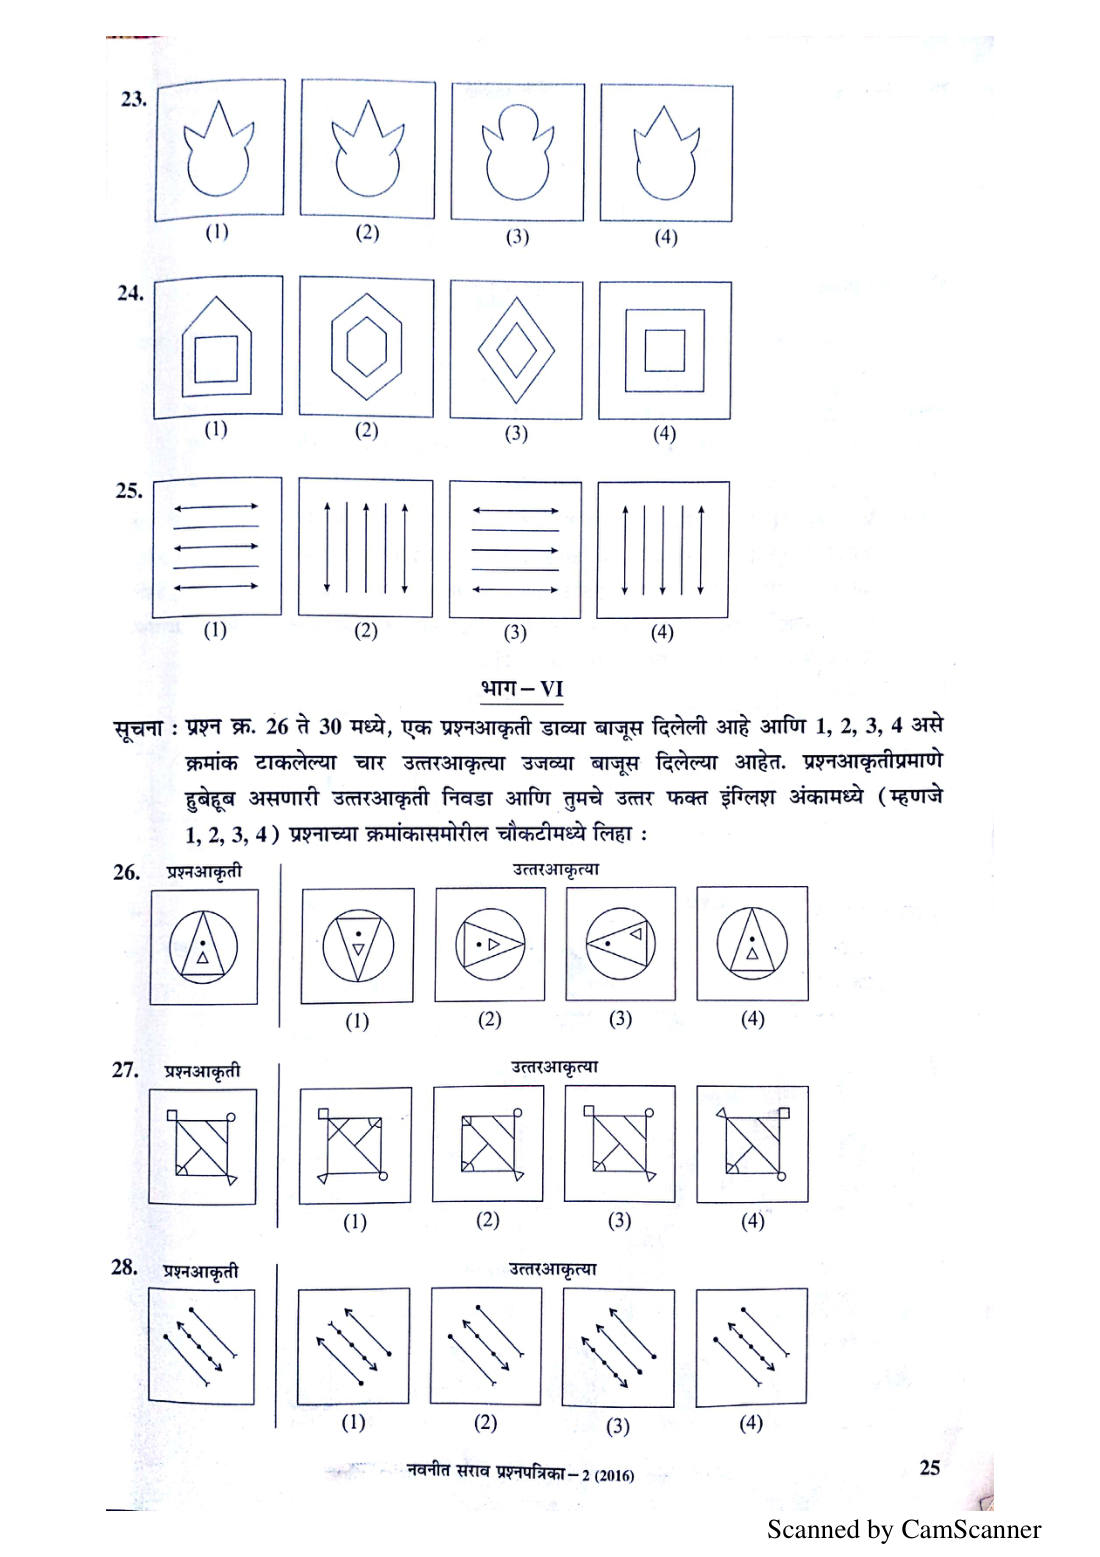 23.
(1) (2) (3) (4)
24.
(1) (2) (3) (4)
25.
(1) (2) (3) (4)
भाग – VI
सूचना : प्रश्न क्र. 26 ते 30 मध्ये, एक प्रश्नआकृती डाव्या बाजूस दिलेली आहे आणि 1, 2, 3, 4 असे
क्रमांक टाकलेल्या चार उत्तरआकृत्या उजव्या बाजूस दिलेल्या आहेत. प्रश्नआकृतीप्रमाणे
हुबेहूब असणारी उत्तरआकृती निवडा आणि तुमचे उत्तर फक्त इंग्लिश अंकामध्ये (म्हणजे
1, 2, 3, 4) प्रश्नाच्या क्रमांकासमोरील चौकटीमध्ये लिहा :
26. प्रश्नआकृती उत्तरआकृत्या
(1) (2) (3) (4)
27. प्रश्नआकृती उत्तरआकृत्या
(1) (2) (3) (4)
28. प्रश्नआकृती उत्तरआकृत्या
(1) (2) (3) (4)
नवनीत सराव प्रश्नपत्रिका – 2 (2016) 25
Scanned by CamScanner